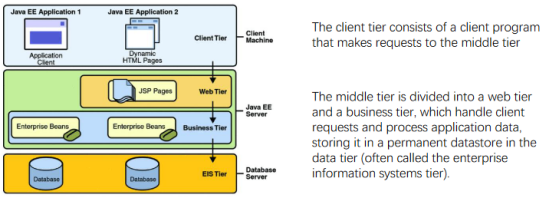 Java EE Application 1
Java EE Application 2
Application
Client
Dynamic
HTML Pages
Client Tier
Client
Machine
JSP Pages
Web Tier
Enterprise Beans
Enterprise Beans
Business Tier
Java EE
Server
Database
Database
EIS Tier
Database
Server
The client tier consists of a client program
that makes requests to the middle tier
The middle tier is divided into a web tier
and a business tier, which handle client
requests and process application data,
storing it in a permanent datastore in the
data tier (often called the enterprise
information systems tier).